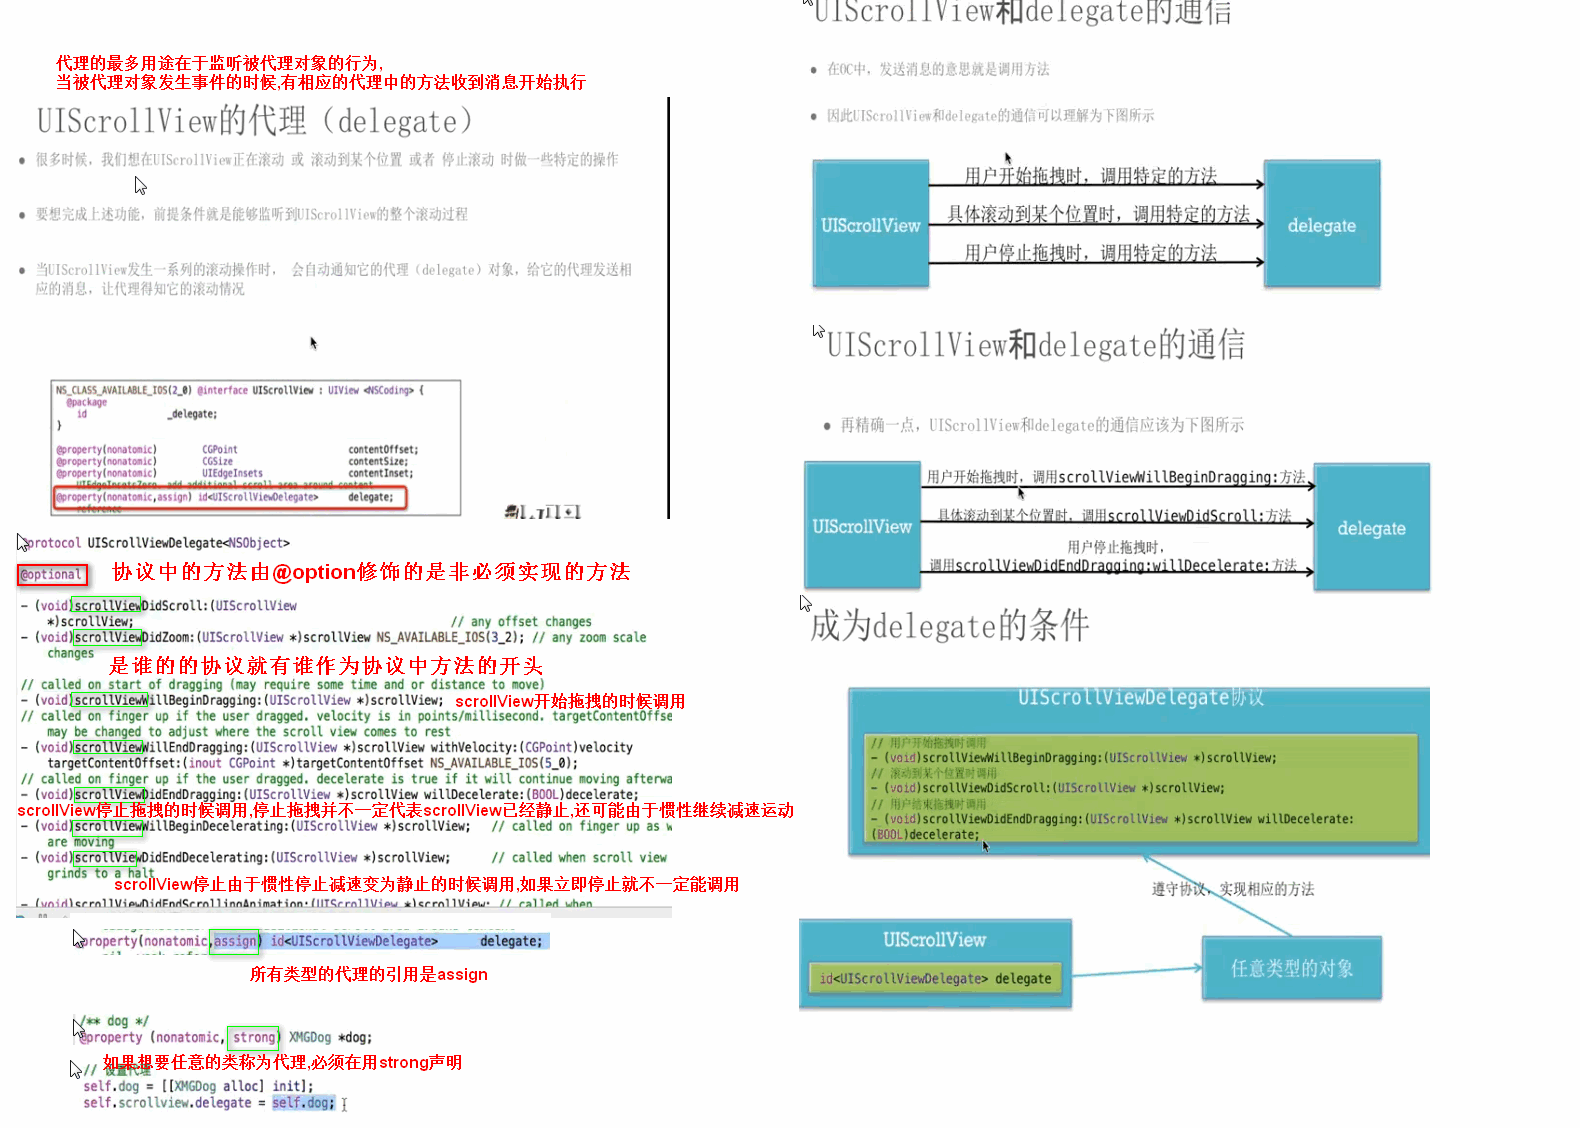 代理的最多用途在于监听被代理对象的行为,
当被代理对象发生事件的时候,有相应的代理中的方法收到消息开始执行
UIScrollView的代理（delegate）
• 很多时候，我们想在UIScrollView正在滚动 或 滚动到某个位置 或者 停止滚动 时做一些特定的操作
• 要想完成上述功能，前提条件就是能够监听到UIScrollView的整个滚动过程
• 当UIScrollView发生一系列的滚动操作时， 会自动通知它的代理（delegate）对象，给它的代理发送相
应的消息，让代理得知它的滚动情况
NS_CLASS_AVAILABLE_IOS(2_0) @interface UIScrollView : UIView <NSCoding> {
@package
id _delegate;
}
@property(nonatomic) CGPoint contentOffset;
@property(nonatomic) CGSize contentSize;
@property(nonatomic) UIEdgeInsets contentInset;
UIEdgeInsetsZero. add additional scroll area around content
@property(nonatomic,assign) id<UIScrollViewDelegate> delegate;
reference
protocol UIScrollViewDelegate<NSObject>
@optional
协议中的方法由@option修饰的是非必须实现的方法
- (void)scrollViewDidScroll:(UIScrollView
*)scrollView; // any offset changes
- (void)scrollViewDidZoom:(UIScrollView *)scrollView NS_AVAILABLE_IOS(3_2); // any zoom scale
changes
是谁的的协议就有谁作为协议中方法的开头
// called on start of dragging (may require some time and or distance to move)
- (void)scrollViewWillBeginDragging:(UIScrollView *)scrollView; scrollView开始拖拽的时候调用
// called on finger up if the user dragged. velocity is in points/millisecond. targetContentOffse
may be changed to adjust where the scroll view comes to rest
- (void)scrollViewWillEndDragging:(UIScrollView *)scrollView withVelocity:(CGPoint)velocity
targetContentOffset:(inout CGPoint *)targetContentOffset NS_AVAILABLE_IOS(5_0);
// called on finger up if the user dragged. decelerate is true if it will continue moving afterwa
- (void)scrollViewDidEndDragging:(UIScrollView *)scrollView willDecelerate:(BOOL)decelerate;
scrollView停止拖拽的时候调用,停止拖拽并不一定代表scrollView已经静止,还可能由于惯性继续减速运动
- (void)scrollViewWillBeginDecelerating:(UIScrollView *)scrollView; // called on finger up as w
are moving
- (void)scrollViewDidEndDecelerating:(UIScrollView *)scrollView; // called when scroll view
grinds to a halt
scrollView停止由于惯性停止减速变为静止的时候调用,如果立即停止就不一定能调用
- (void)scrollViewDidEndScrollingAnimation:(UIScrollView *)scrollView; // called when
property(nonatomic,assign) id<UIScrollViewDelegate> delegate;
所有类型的代理的引用是assign
/** dog */
@property (nonatomic, strong) XMGDog *dog;
如果想要任意的类称为代理,必须在用strong声明
// 设置代理
self.dog = [[XMGDog alloc] init];
self.scrollview.delegate = self.dog;
UIScrollView和delegate的通信
• 在OC中，发送消息的意思就是调用方法
• 因此UIScrollView和delegate的通信可以理解为下图所示
UIScrollView
用户开始拖拽时，调用特定的方法
具体滚动到某个位置时，调用特定的方法
用户停止拖拽时，调用特定的方法
delegate
UIScrollView和delegate的通信
• 再精确一点，UIScrollView和delegate的通信应该为下图所示
UIScrollView
用户开始拖拽时，调用scrollViewWillBeginDragging:方法
具体滚动到某个位置时，调用scrollViewDidScroll:方法
用户停止拖拽时，
调用scrollViewDidEndDragging:willDecelerate:方法
delegate
成为delegate的条件
UIScrollViewDelegate协议
// 用户开始拖拽时调用
- (void)scrollViewWillBeginDragging:(UIScrollView *)scrollView;
// 滚动到某个位置时调用
- (void)scrollViewDidScroll:(UIScrollView *)scrollView;
// 用户结束拖拽时调用
- (void)scrollViewDidEndDragging:(UIScrollView *)scrollView willDecelerate:
(BOOL)decelerate;
遵守协议，实现相应的方法
UIScrollView
id<UIScrollViewDelegate> delegate
任意类型的对象